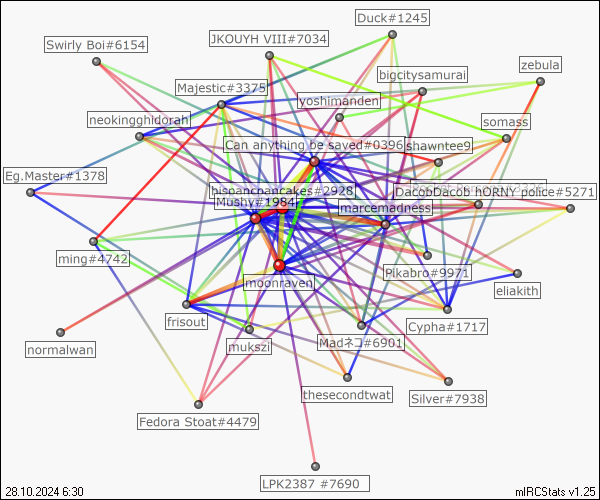 Duck#1245
Swirly Boi#6154
JKOUYH VIII#7034
zebula
bigcitysamurai
Majestic#3375
yoshimanden
neokingghidorah
somass
Can anything be saved#0396
shawntee9
Eg.Master#1378
hispancpancakes#2928
DacobDacob hORNY police#5271
Mushy#1984
marcemadness
ming#4742
Pikabro#9971
moonraven
eliakith
frisout
Cypha#1717
mukszi
Madネコ#6901
normalwan
thesecondtwat
Silver#7938
Fedora Stoat#4479
LPK2387 #7690
28.10.2024 6:30
mIRCStats v1.25